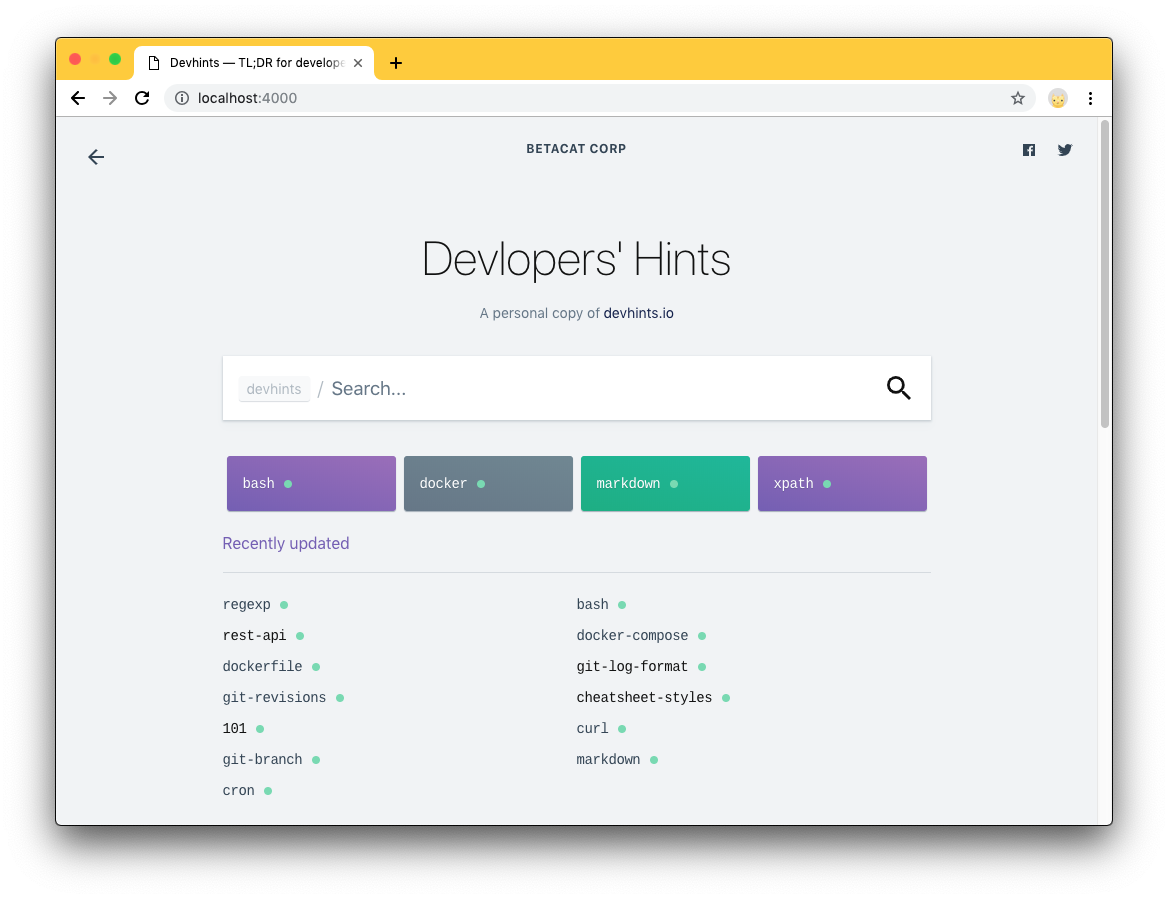 Devhints — TL;DR for develope
localhost:4000
BETACAT CORP
Devlopers' Hints
A personal copy of devhints.io
devhints / Search...
bash docker markdown xpath
Recently updated
regexp bash
rest-api docker-compose
dockerfile git-log-format
git-revisions cheatsheet-styles
101 curl
git-branch markdown
cron